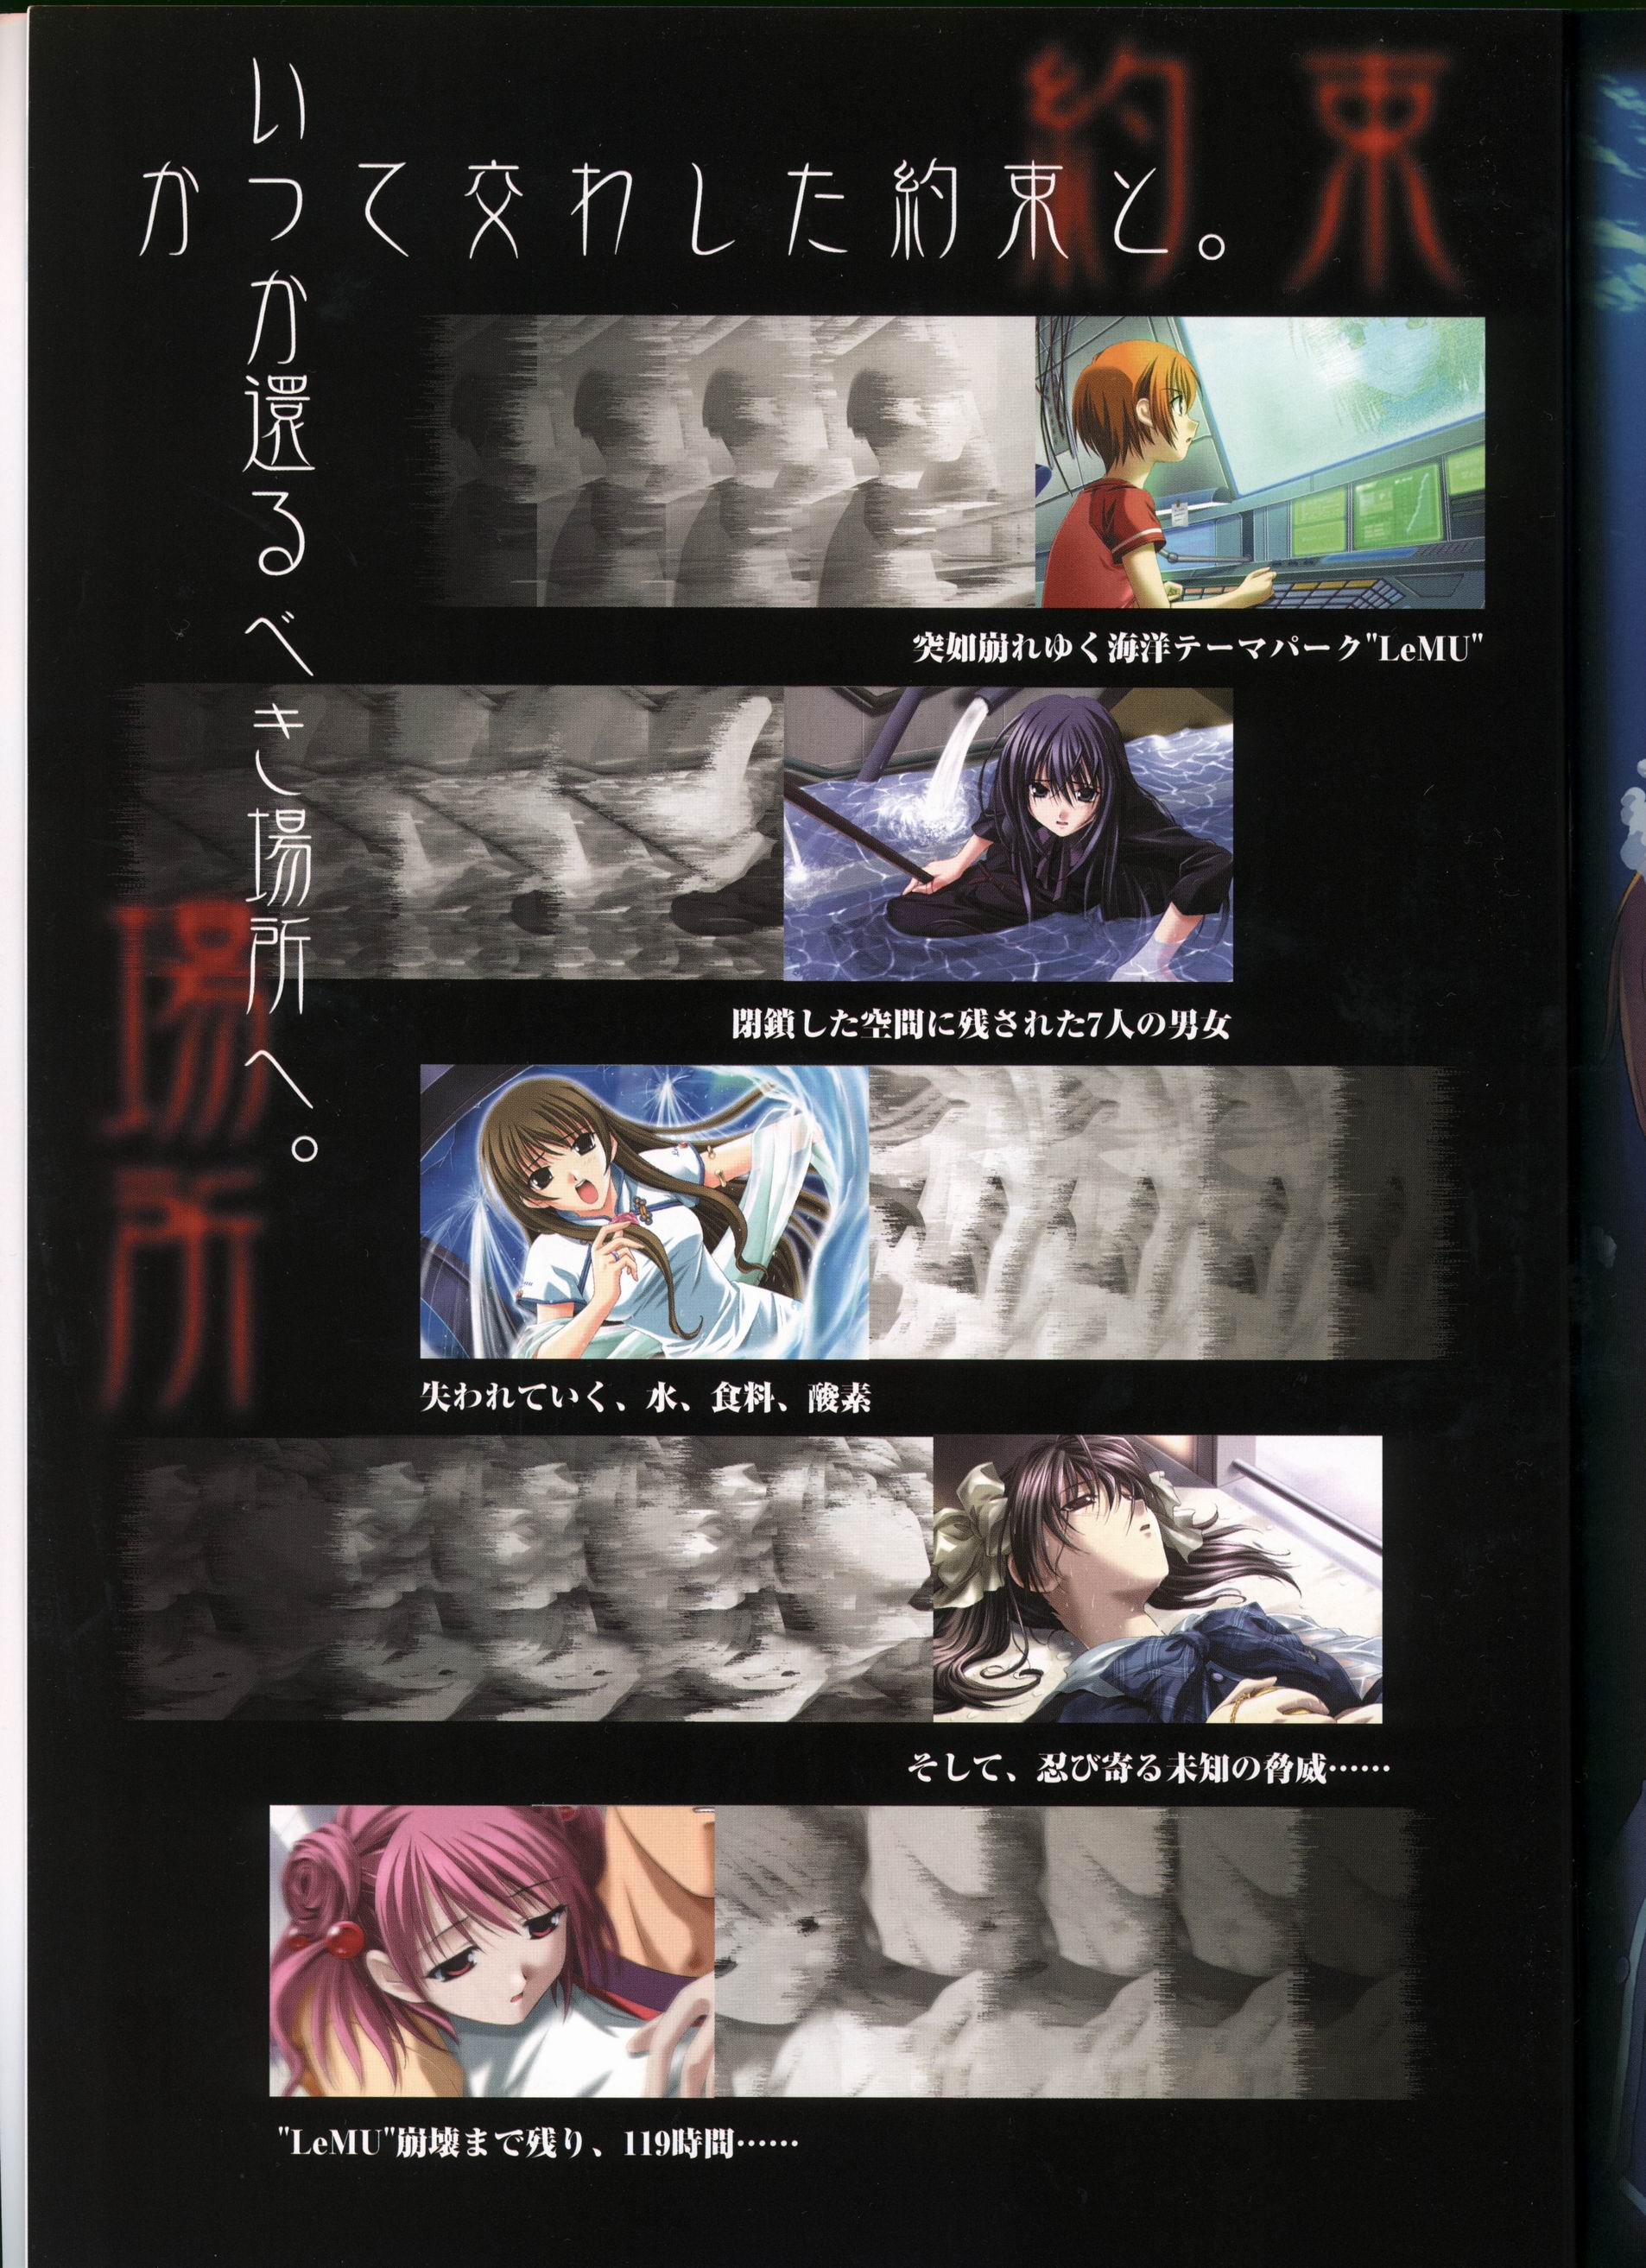 約束
かつて交わした約束と。
いつか還るべき場所へ。
場所
突如崩れゆく海洋テーマパーク"LeMU"
閉鎖した空間に残された7人の男女
失われていく、水、食料、酸素
そして、忍び寄る未知の脅威……
"LeMU"崩壊まで残り、119時間……